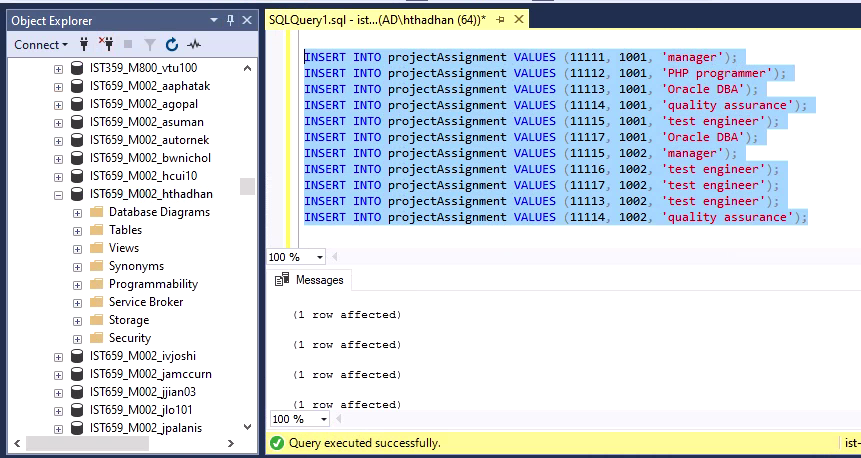 Object Explorer
Connect
IST359_M800_vtu100
IST659_M002_aaphatak
IST659_M002_agopal
IST659_M002_asuman
IST659_M002_autornek
IST659_M002_bwnichol
IST659_M002_hcui10
IST659_M002_hthadhan
Database Diagrams
Tables
Views
Synonyms
Programmability
Service Broker
Storage
Security
IST659_M002_ivjoshi
IST659_M002_jamccurn
IST659_M002_jjian03
IST659_M002_jlo101
IST659_M002_jpalanis
SQLQuery1.sql - ist...(AD\hthadhan (64))*
INSERT INTO projectAssignment VALUES (11111, 1001, 'manager');
INSERT INTO projectAssignment VALUES (11112, 1001, 'PHP programmer');
INSERT INTO projectAssignment VALUES (11113, 1001, 'Oracle DBA');
INSERT INTO projectAssignment VALUES (11114, 1001, 'quality assurance');
INSERT INTO projectAssignment VALUES (11115, 1001, 'test engineer');
INSERT INTO projectAssignment VALUES (11117, 1001, 'Oracle DBA');
INSERT INTO projectAssignment VALUES (11115, 1002, 'manager');
INSERT INTO projectAssignment VALUES (11116, 1002, 'test engineer');
INSERT INTO projectAssignment VALUES (11117, 1002, 'test engineer');
INSERT INTO projectAssignment VALUES (11113, 1002, 'test engineer');
INSERT INTO projectAssignment VALUES (11114, 1002, 'quality assurance');
100 %
Messages
(1 row affected)
(1 row affected)
(1 row affected)
(1 row affected)
100 %
Query executed successfully.
ist-